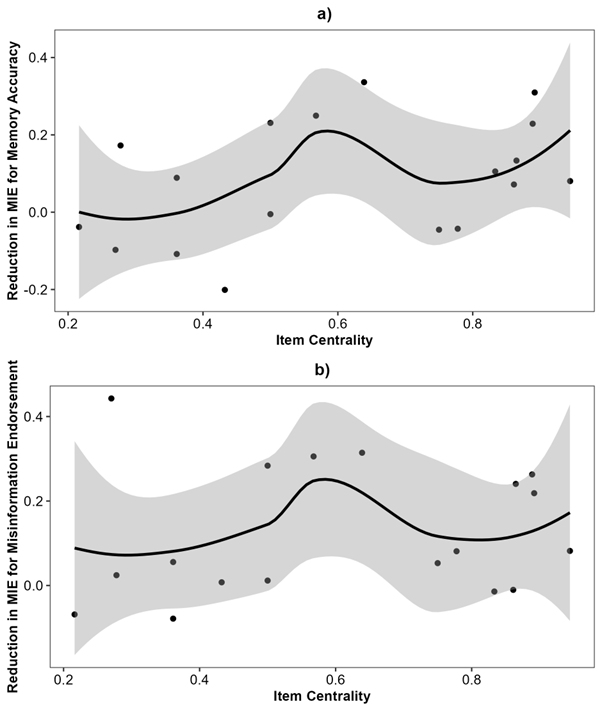 a)
Reduction in MIE for Memory Accuracy
0.4
0.2
0.0
-0.2
0.2 0.4 0.6 0.8
Item Centrality
b)
Reduction in MIE for Misinformation Endorsement
0.4
0.2
0.0
0.2 0.4 0.6 0.8
Item Centrality